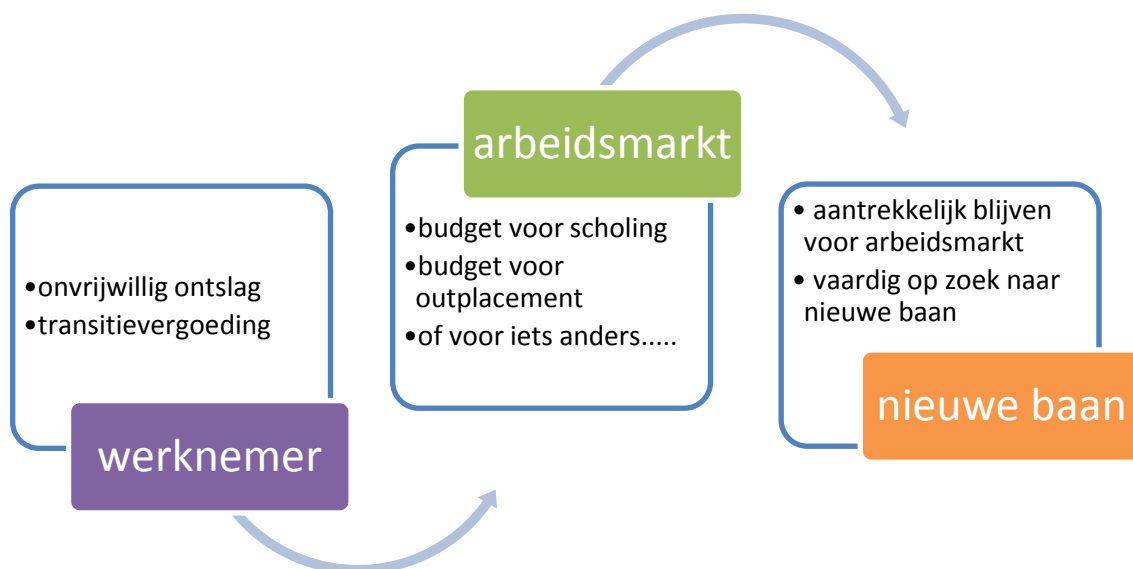 •onvrijwillig ontslag
•transitievergoeding
werknemer
arbeidsmarkt
•budget voor scholing
•budget voor
outplacement
•of voor iets anders.....
• aantrekkelijk blijven
voor arbeidsmarkt
• vaardig op zoek naar
nieuwe baan
nieuwe baan